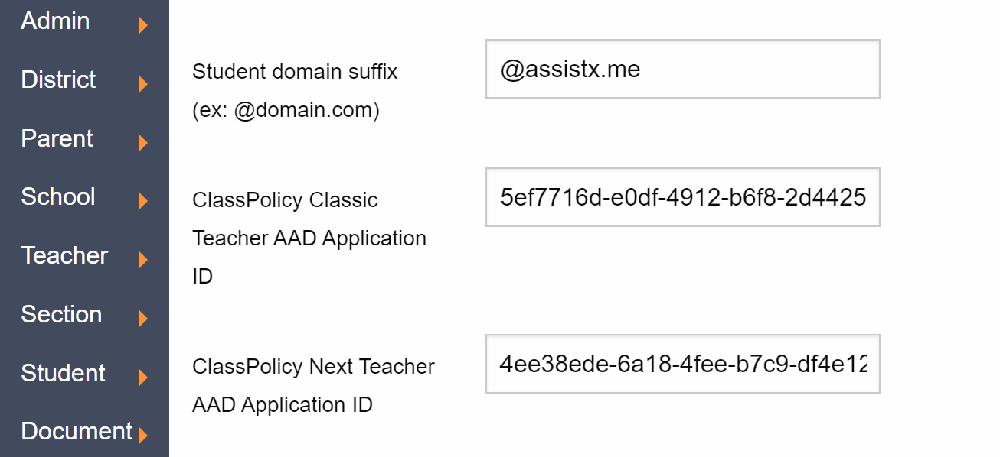 Admin
District
Parent
School
Teacher
Section
Student
Document
Student domain suffix
(ex: @domain.com)
@assistx.me
ClassPolicy Classic
Teacher AAD Application
ID
5ef7716d-e0df-4912-b6f8-2d4425
ClassPolicy Next Teacher
AAD Application ID
4ee38ede-6a18-4fee-b7c9-df4e12